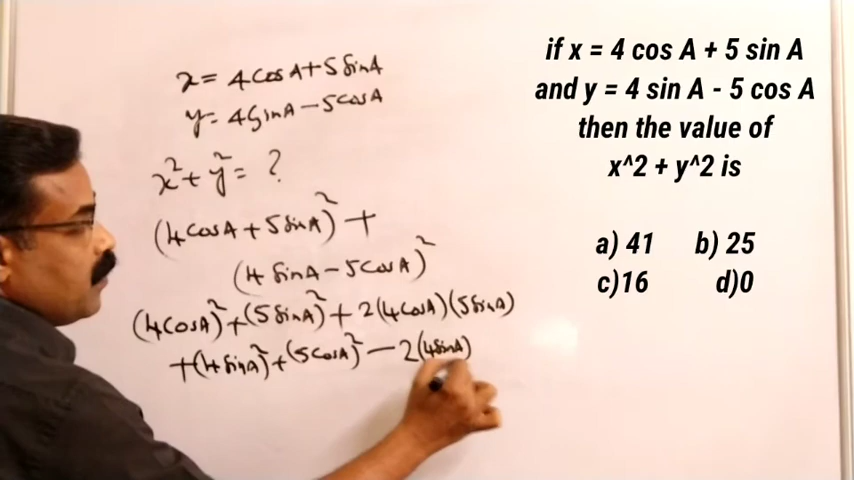 x = 4 cos A + 5 sin A
y = 4 sin A - 5 cos A
x² + y² = ?
(4 cos A + 5 sin A)² +
(4 sin A - 5 cos A)²
(4 cos A)² + (5 sin A)² + 2(4 cos A)(5 sin A)
+(4 sin A)² + (5 cos A)² - 2(4 sin A)
if x = 4 cos A + 5 sin A
and y = 4 sin A - 5 cos A
then the value of
x^2 + y^2 is
a) 41 b) 25
c)16 d)0